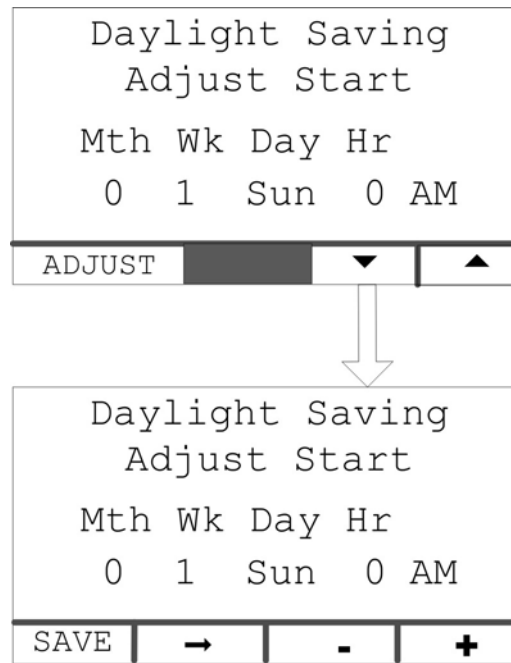 Daylight Saving
Adjust Start
Mth Wk Day Hr
0 1 Sun 0 AM
ADJUST ▼ ▲
Daylight Saving
Adjust Start
Mth Wk Day Hr
0 1 Sun 0 AM
SAVE → - +